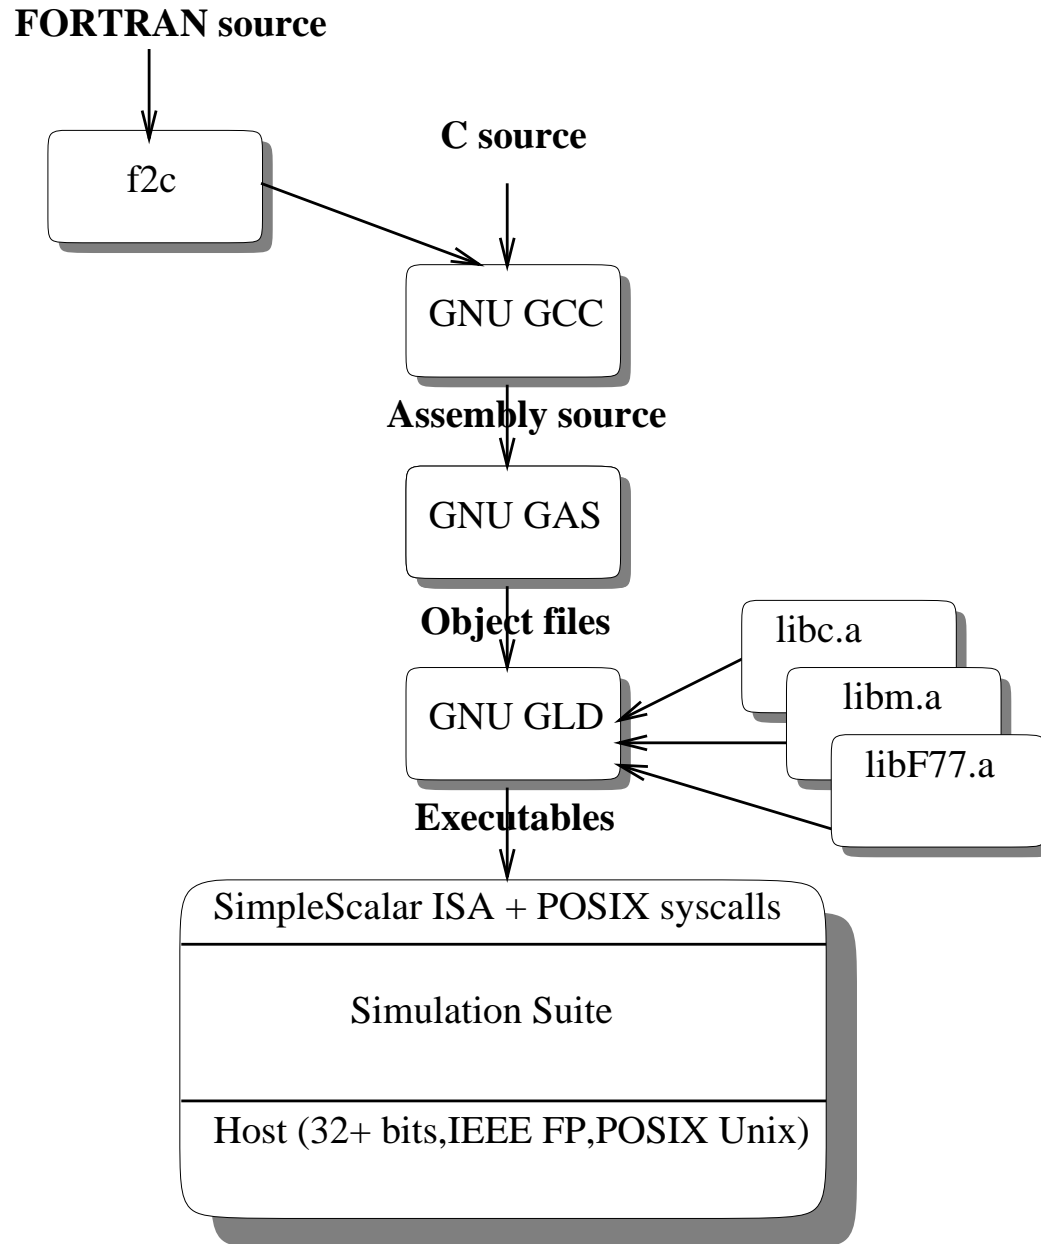 FORTRAN source
C source
f2c
GNU GCC
Assembly source
GNU GAS
Object files
libc.a
libm.a
GNU GLD
libF77.a
Executables
SimpleScalar ISA + POSIX syscalls
Simulation Suite
Host (32+ bits,IEEE FP,POSIX Unix)